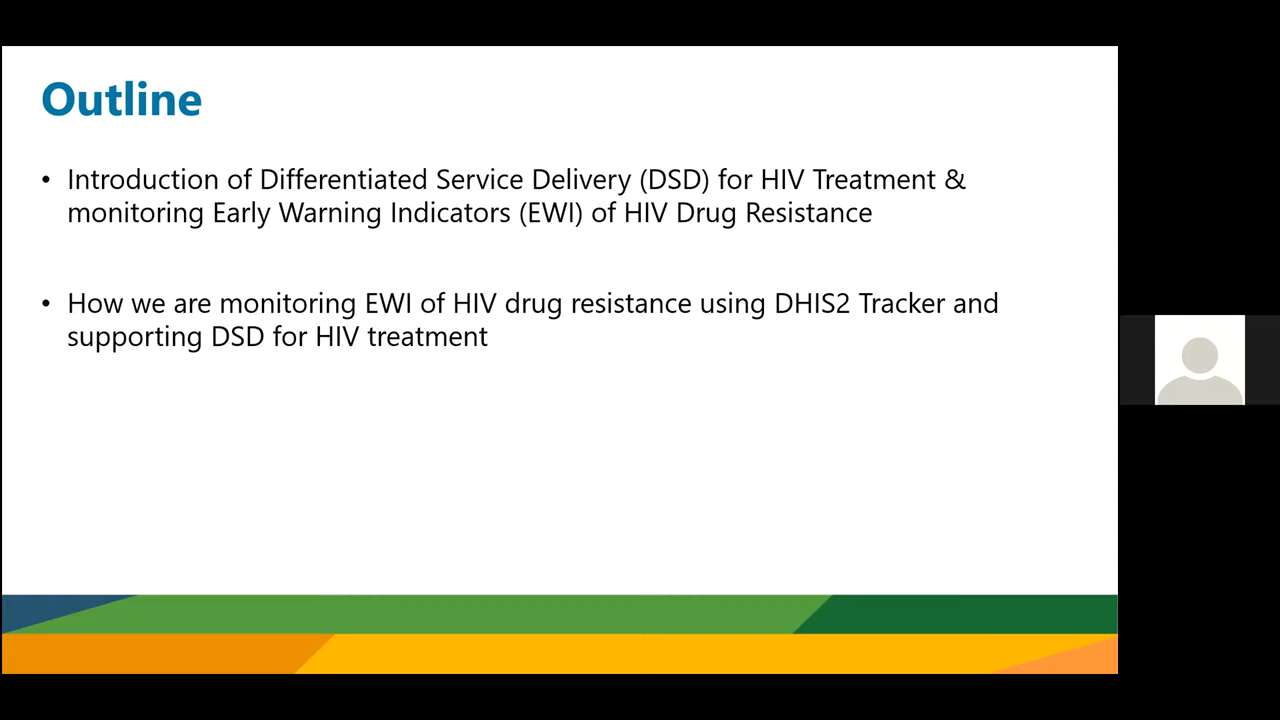 Outline
• Introduction of Differentiated Service Delivery (DSD) for HIV Treatment &
monitoring Early Warning Indicators (EWI) of HIV Drug Resistance
• How we are monitoring EWI of HIV drug resistance using DHIS2 Tracker and
supporting DSD for HIV treatment